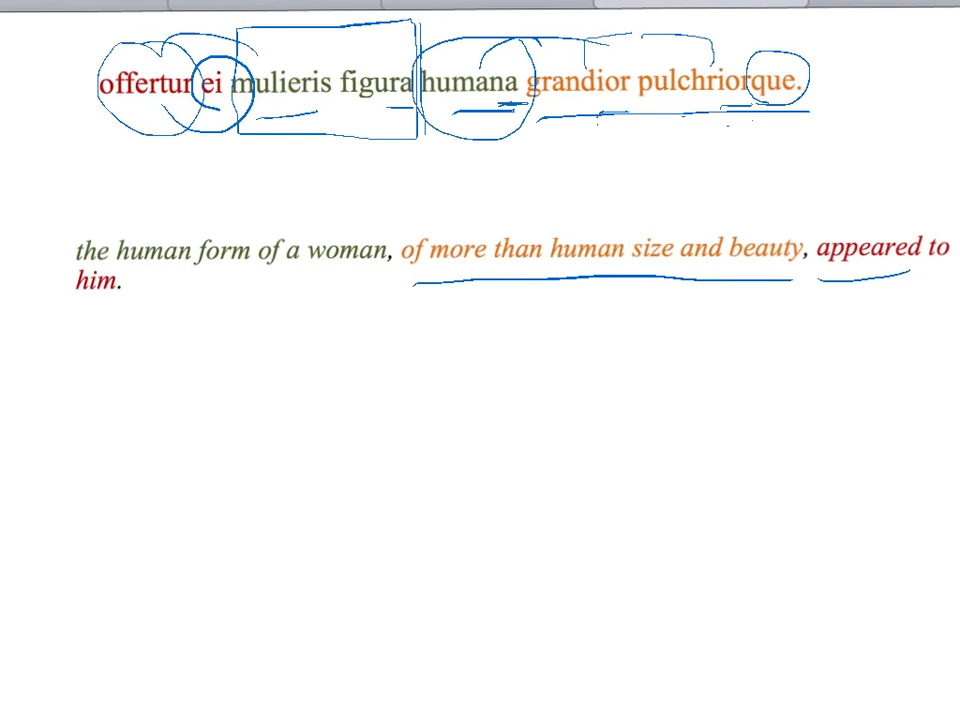 offertur ei mulieris figura humana grandior pulchriorque.
the human form of a woman, of more than human size and beauty, appeared to
him.